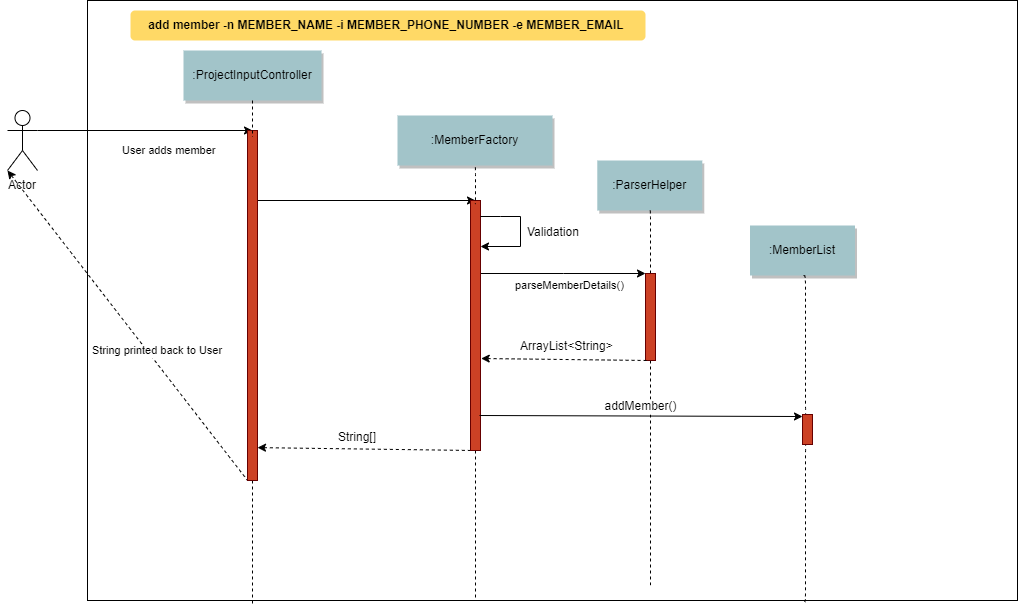 add member -n MEMBER_NAME -i MEMBER_PHONE_NUMBER -e MEMBER_EMAIL
:ProjectInputController
:MemberFactory
User adds member
:ParserHelper
Actor
Validation
:MemberList
parseMemberDetails()
String printed back to User
ArrayList<String>
addMember()
String[]